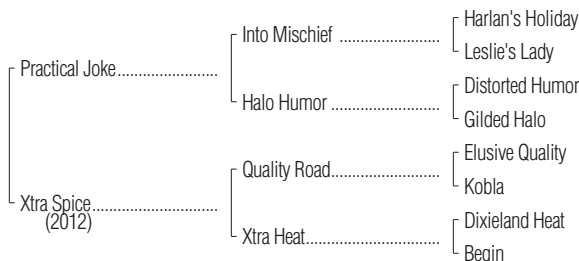 Harlan's Holiday
Into Mischief ........................
Leslie's Lady
Practical Joke........................
Distorted Humor
Halo Humor ..........................
Gilded Halo
Elusive Quality
Quality Road..........................
Kobla
Xtra Spice..............................
(2012)
Dixieland Heat
Xtra Heat................................
Begin